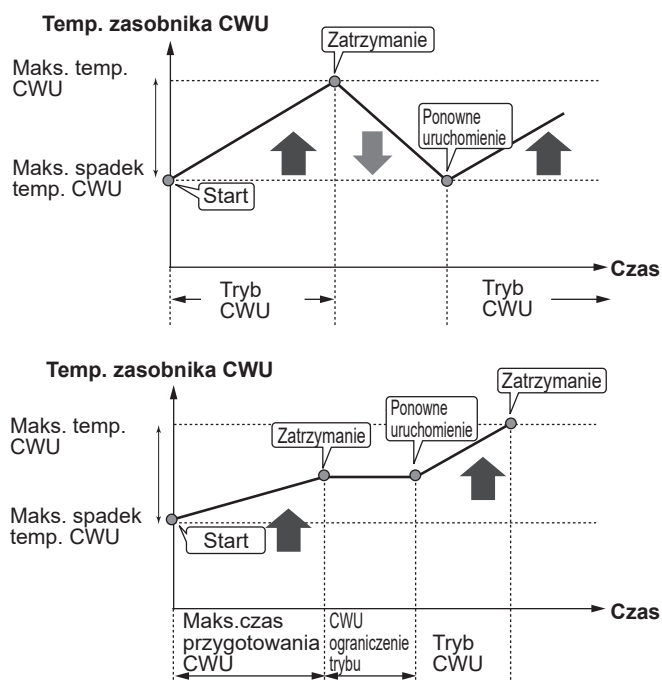 Temp. zasobnika CWU
Zatrzymanie
Maks. temp.
CWU
Ponowne
uruchomienie
Maks. spadek
temp. CWU
Start
Czas
Tryb
CWU
Tryb
CWU
Temp. zasobnika CWU
Zatrzymanie
Maks. temp.
CWU
Ponowne
uruchomienie
Zatrzymanie
Maks. spadek
temp. CWU
Start
Czas
Maks.czas
przygotowania
CWU
CWU
ograniczenie
trybu
Tryb
CWU